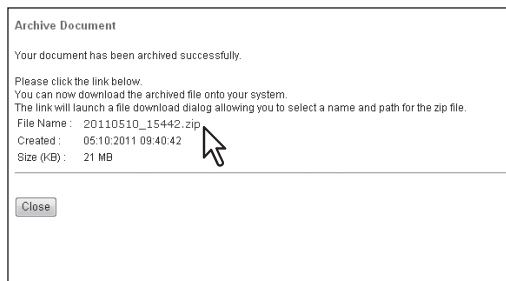 Archive Document
Your document has been archived successfully.
Please click the link below.
You can now download the archived file onto your system.
The link will launch a file download dialog allowing you to select a name and path for the zip file.
File Name : 20110510_15442.zip
Created : 05:10:2011 09:40:42
Size (KB) : 21 MB
Close